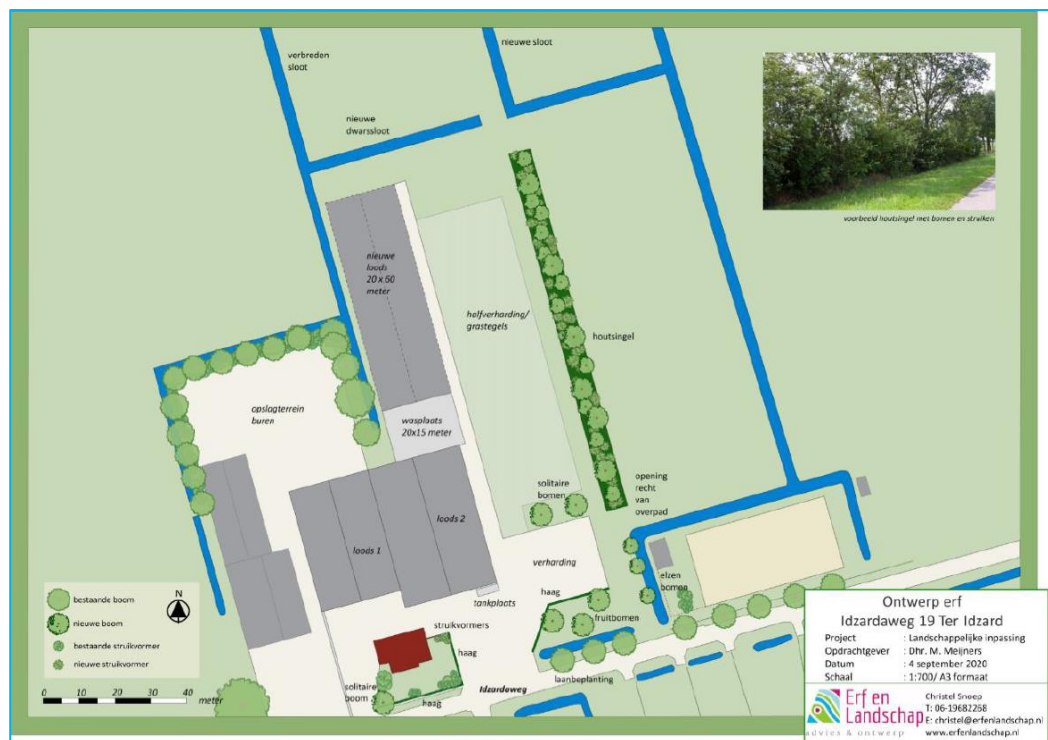 verbreden
sloot
nieuwe sloot
nieuwe
dwarssloot
voorbeeld houtsingel met bomen en struiken
nieuwe
loods
20 x 60
meter
halfverharding/
grastegels
houtsingel
opslagterrein
buren
wasplaats
20x15 meter
solitaire
bomen
opening
recht
van
overpad
loods 2
loods 1
verharding
elzen
bomen
tankplaats
haag
fruitbomen
struikvormers
haag
laanbeplanting
solitaire
boom
haag
Idzardaweg
bestaande boom
nieuwe boom
bestaande struikvormer
nieuwe struikvormer
N
0 10 20 30 40
meter
Ontwerp erf
Idzardaweg 19 Ter Idzard
Project : Landschappelijke inpassing
Opdrachtgever : Dhr. M. Meijners
Datum : 4 september 2020
Schaal : 1:700/ A3 formaat
Erf en
Landschap
advies & ontwerp
Christel Snoep
T: 06-19682268
E: christel@erfenlandschap.nl
www.erfenlandschap.nl